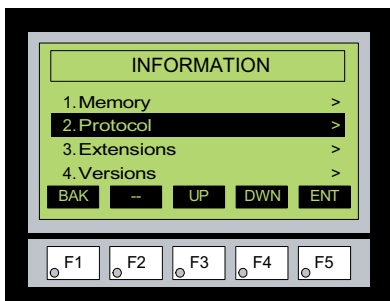 INFORMATION
1. Memory >
2. Protocol >
3. Extensions >
4. Versions >
BAK -- UP DWN ENT
F1 F2 F3 F4 F5